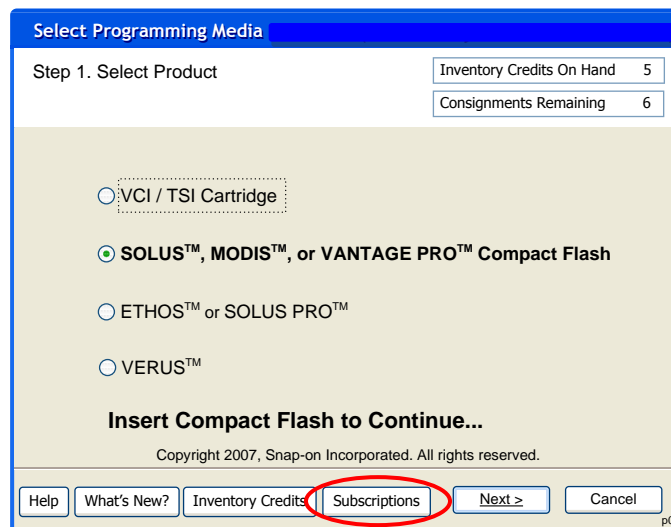 Select Programming Media
Step 1. Select Product
Inventory Credits On Hand 5
Consignments Remaining 6
VCI / TSI Cartridge
SOLUS™, MODIS™, or VANTAGE PRO™ Compact Flash
ETHOS™ or SOLUS PRO™
VERUS™
Insert Compact Flash to Continue...
Copyright 2007, Snap-on Incorporated. All rights reserved.
Help What's New? Inventory Credits Subscriptions Next > Cancel